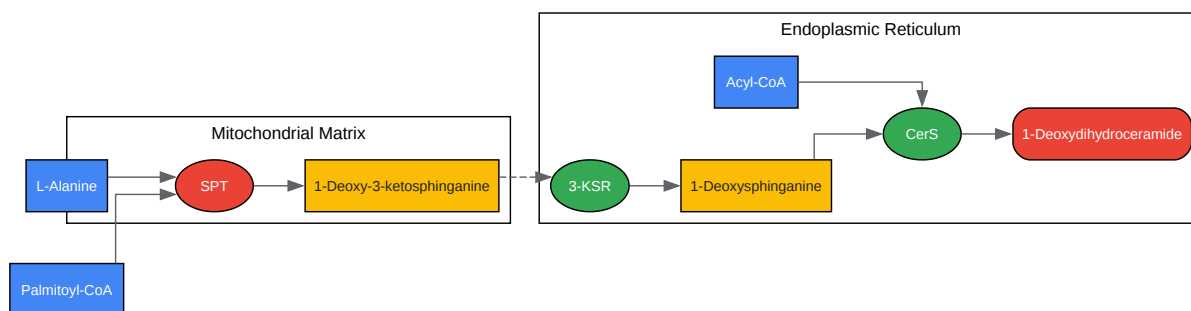 Endoplasmic Reticulum
Acyl-CoA
Mitochondrial Matrix
CerS
1-Deoxydihydroceramide
L-Alanine
SPT
1-Deoxy-3-ketosphinganine
3-KSR
1-Deoxysphinganine
Palmitoyl-CoA